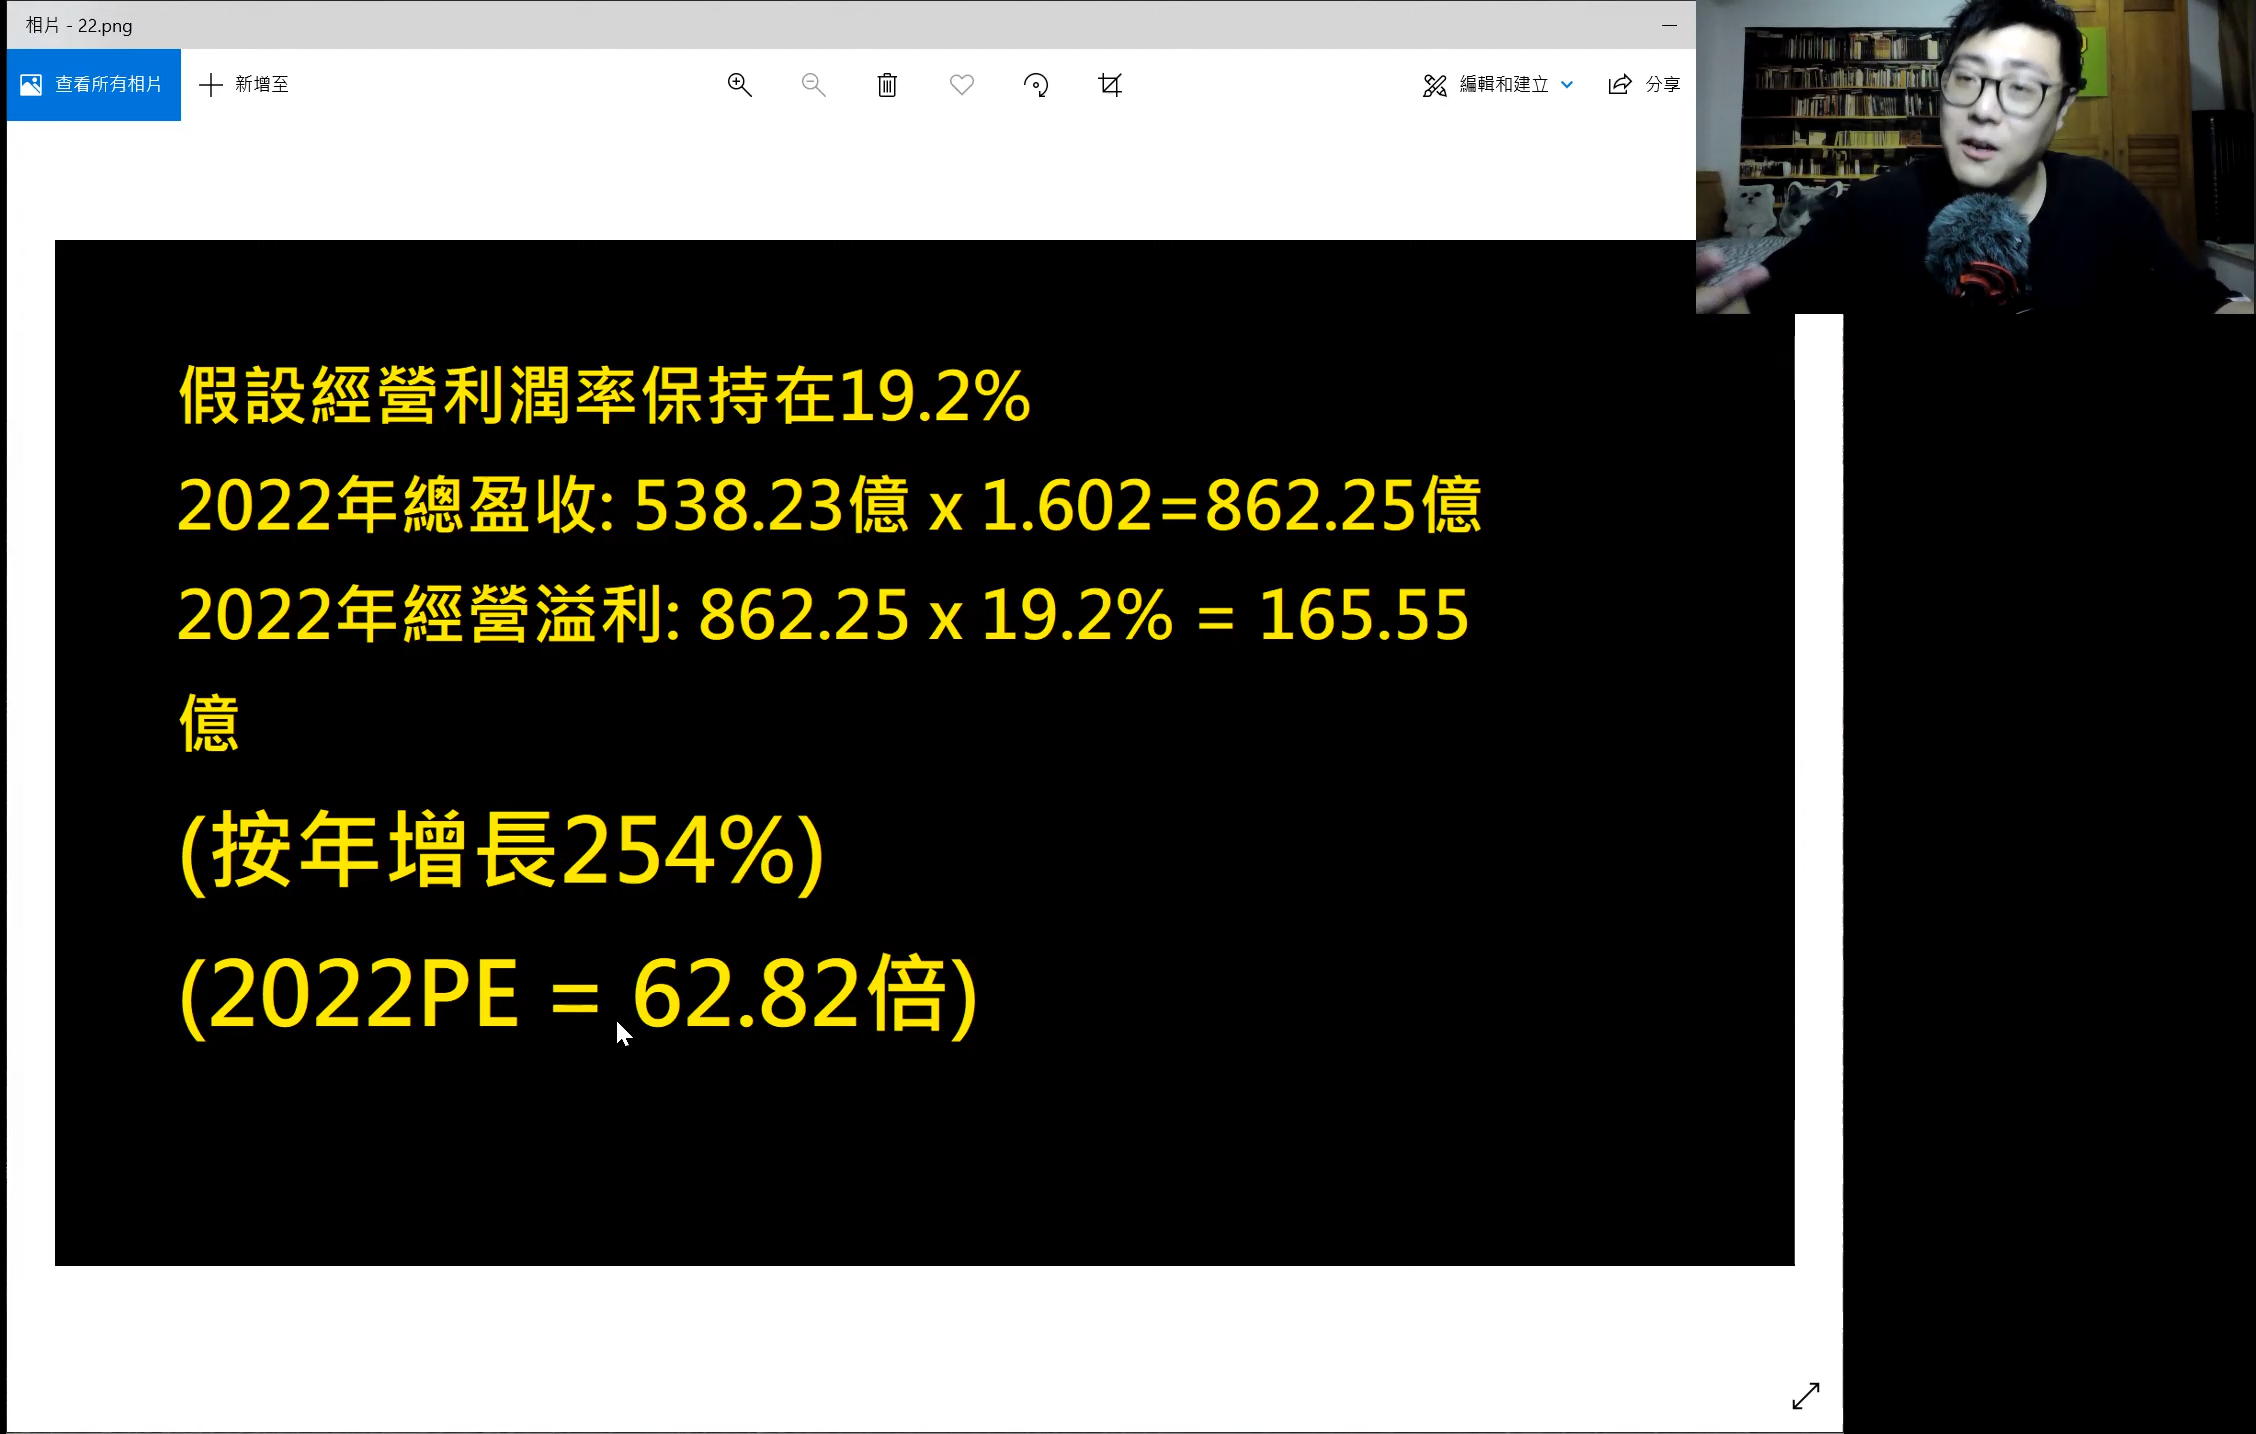 相片 - 22.png
查看所有相片
新增至
編輯和建立
分享
假設經營利潤率保持在19.2%
2022年總盈收: 538.23億 x 1.602=862.25億
2022年經營溢利: 862.25 x 19.2% = 165.55
億
(按年增長254%)
(2022PE = 62.82倍)